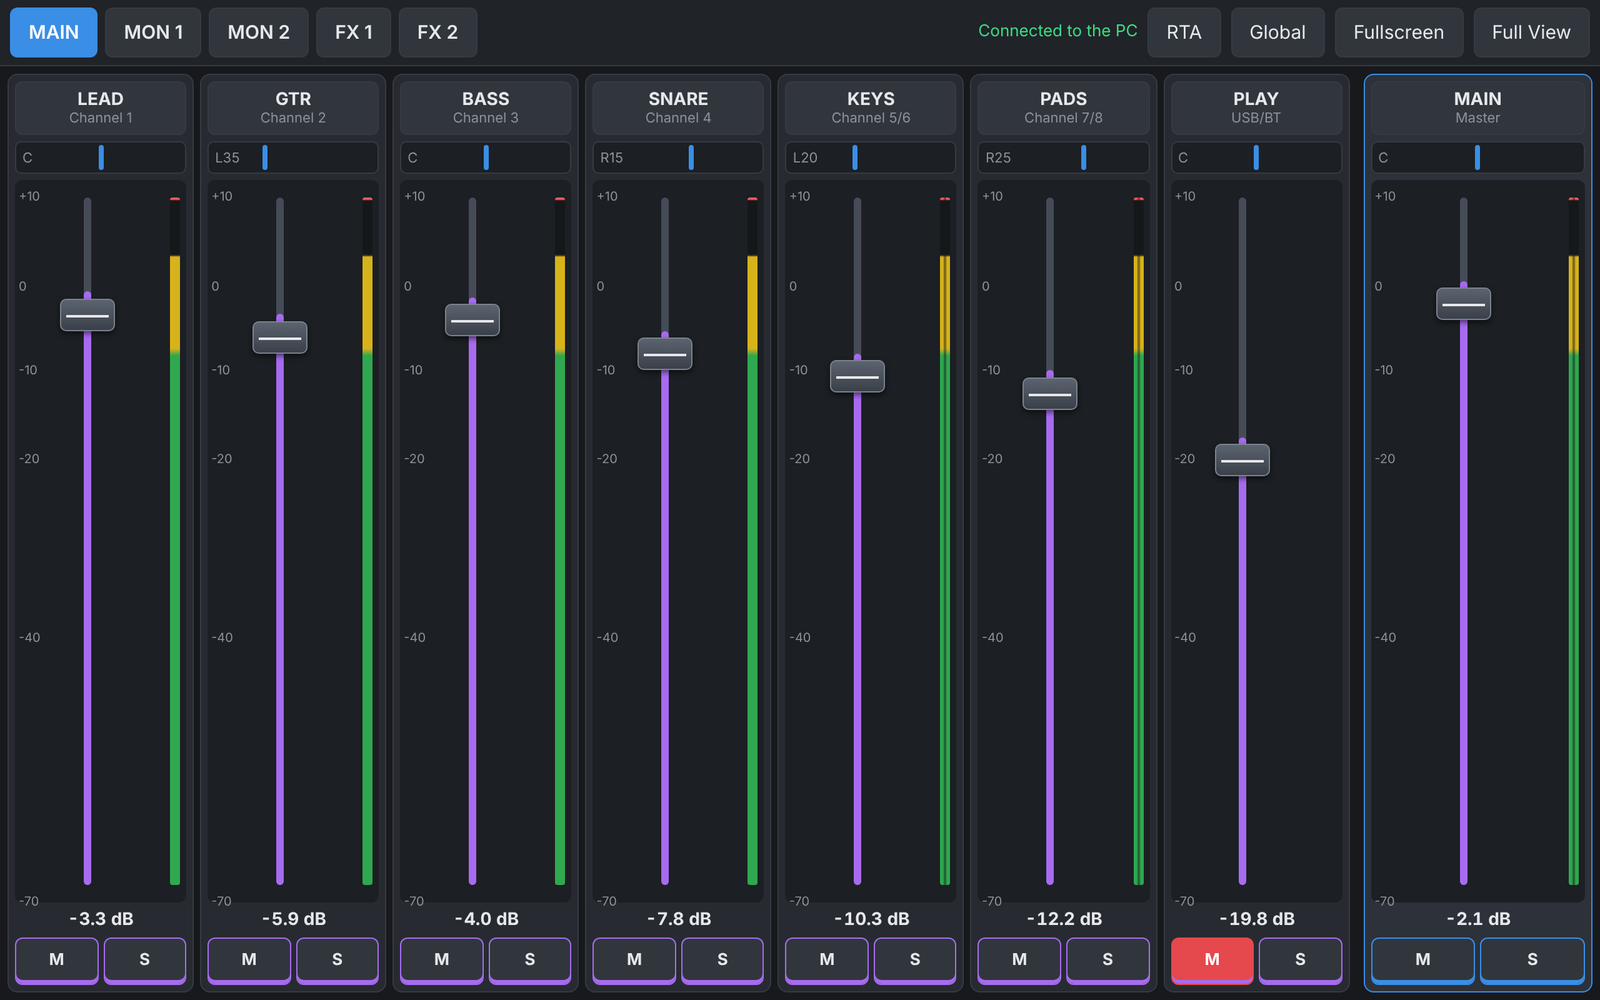 MAIN MON 1 MON 2 FX 1 FX 2 Connected to the PC RTA Global Fullscreen Full View
LEAD GTR BASS SNARE KEYS PADS PLAY MAIN
Channel 1 Channel 2 Channel 3 Channel 4 Channel 5/6 Channel 7/8 USB/BT Master
C L35 C R15 L20 R25 C C
+10 +10 +10 +10 +10 +10 +10 +10
0 0 0 0 0 0 0 0
-10 -10 -10 -10 -10 -10 -10 -10
-20 -20 -20 -20 -20 -20 -20 -20
-40 -40 -40 -40 -40 -40 -40 -40
-70 -70 -70 -70 -70 -70 -70 -70
-3.3 dB -5.9 dB -4.0 dB -7.8 dB -10.3 dB -12.2 dB -19.8 dB -2.1 dB
M S M S M S M S M S M S M S M S